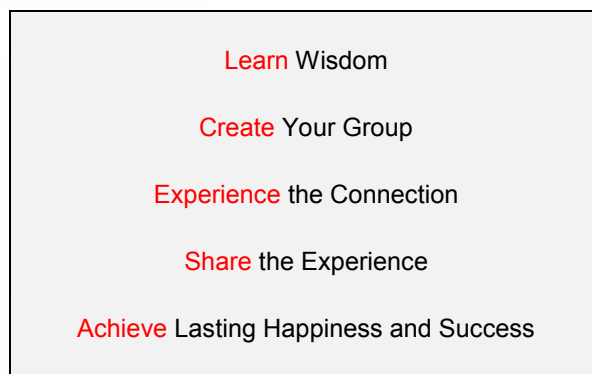 Learn Wisdom
Create Your Group
Experience the Connection
Share the Experience
Achieve Lasting Happiness and Success